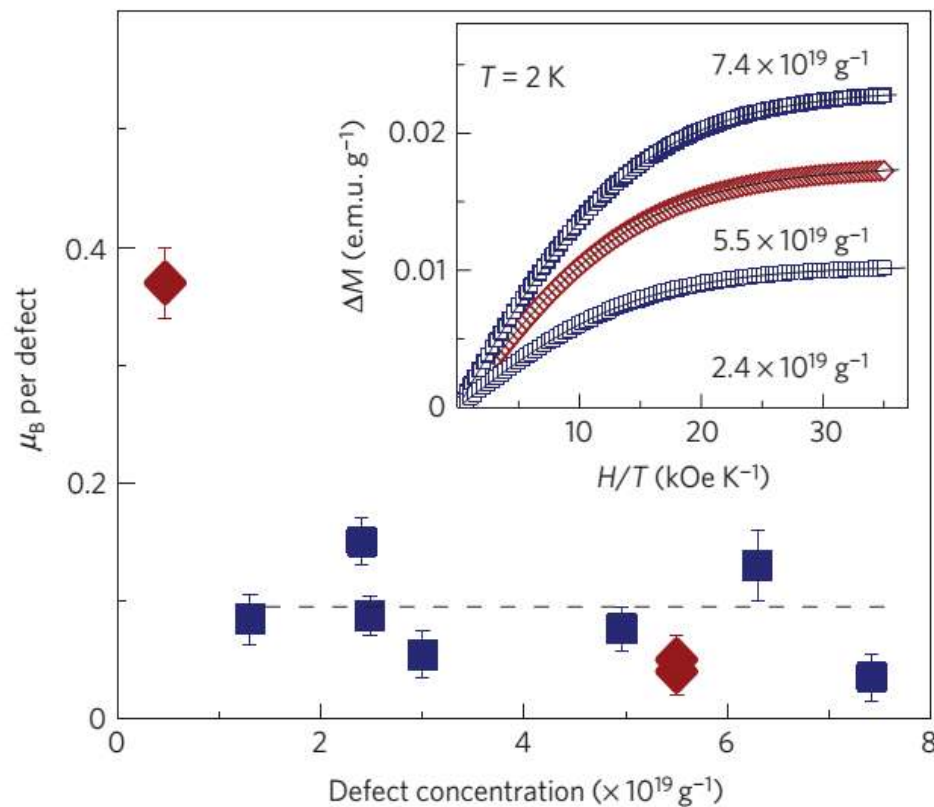 T = 2 K
7.4 × 10¹⁹ g⁻¹
0.02
ΔM (e.m.u. g⁻¹)
5.5 × 10¹⁹ g⁻¹
0.01
2.4 × 10¹⁹ g⁻¹
0
10 20 30
H/T (kOe K⁻¹)
0.4
μB per defect
0.2
0
0 2 4 6 8
Defect concentration (× 10¹⁹ g⁻¹)